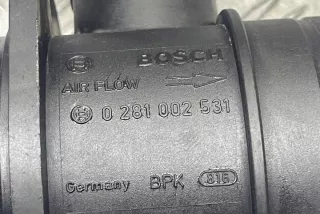 BOSCH
AIR FLOW
0 281 002 531
Germany BPK 816